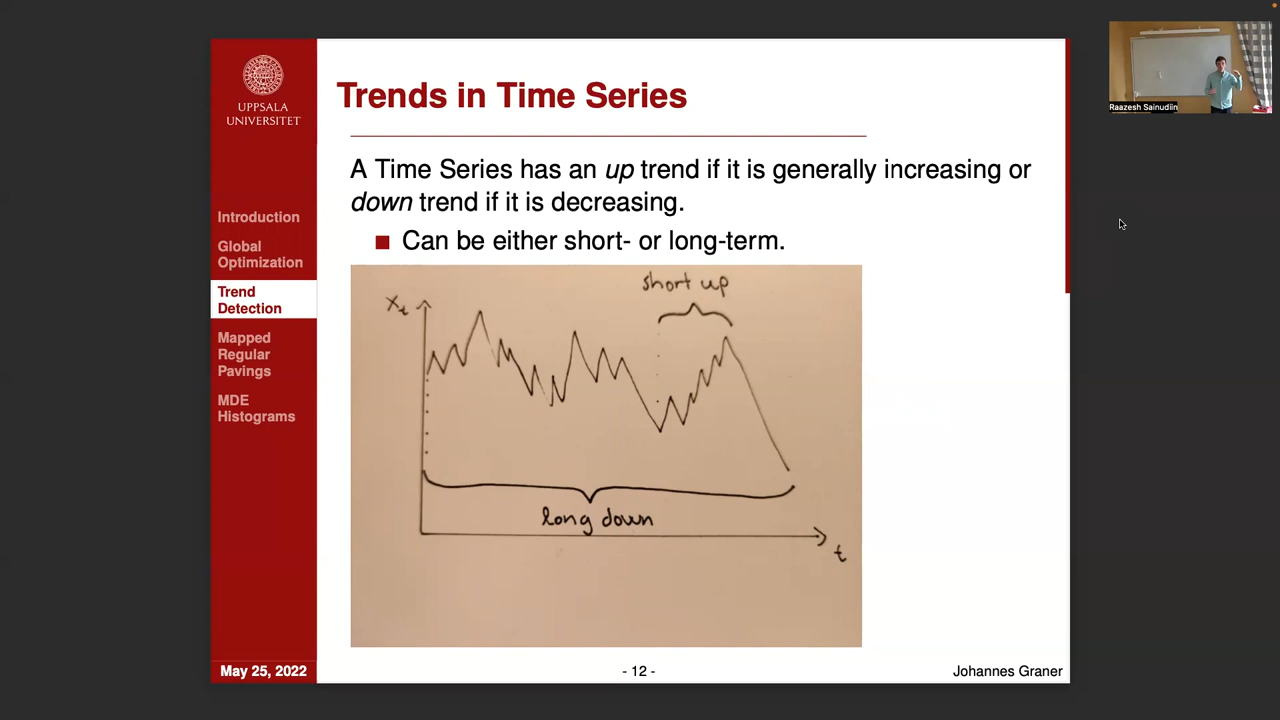 UPPSALA
UNIVERSITET
Introduction
Global
Optimization
Trend
Detection
Mapped
Regular
Pavings
MDE
Histograms
May 25, 2022
Trends in Time Series
A Time Series has an up trend if it is generally increasing or
down trend if it is decreasing.
Can be either short- or long-term.
short up
Xt
long down
t
- 12 -
Johannes Graner
Raazesh Sainudiin